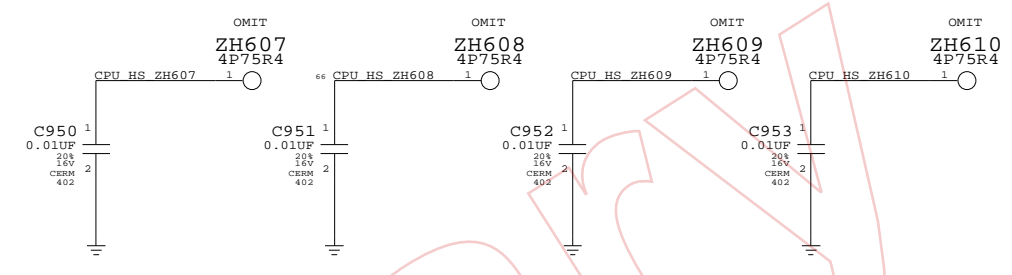 OMIT
ZH607
4P75R4
CPU_HS_ZH607 1
C950 1
0.01UF
20%
16V 2
CERM
402
OMIT
ZH608
4P75R4
66 CPU_HS_ZH608 1
C951 1
0.01UF
20%
16V 2
CERM
402
OMIT
ZH609
4P75R4
CPU_HS_ZH609 1
C952 1
0.01UF
20%
16V 2
CERM
402
OMIT
ZH610
4P75R4
CPU_HS_ZH610 1
C953 1
0.01UF
20%
16V 2
CERM
402